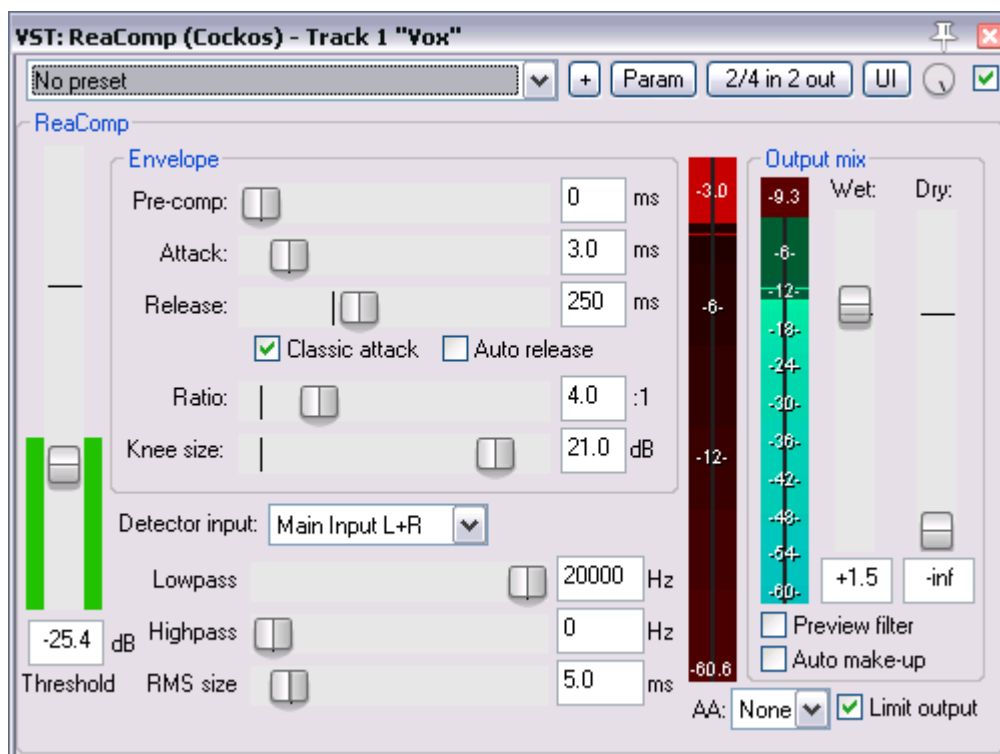 VST: ReaComp (Cockos) - Track 1 "Vox"
No preset
+
Param
2/4 in 2 out
UI
ReaComp
Envelope
Pre-comp: 0 ms
Attack: 3.0 ms
Release: 250 ms
Classic attack
Auto release
Ratio: 4.0 :1
Knee size: 21.0 dB
Detector input: Main Input L+R
Lowpass 20000 Hz
Highpass 0 Hz
RMS size 5.0 ms
-25.4 dB
Threshold
-3.0
-6-
-12-
-60.6
Output mix
Wet: Dry:
-9.3
-6-
-12-
-18-
-24-
-30-
-36-
-42-
-48-
-54-
-60-
+1.5 -inf
Preview filter
Auto make-up
AA: None
Limit output